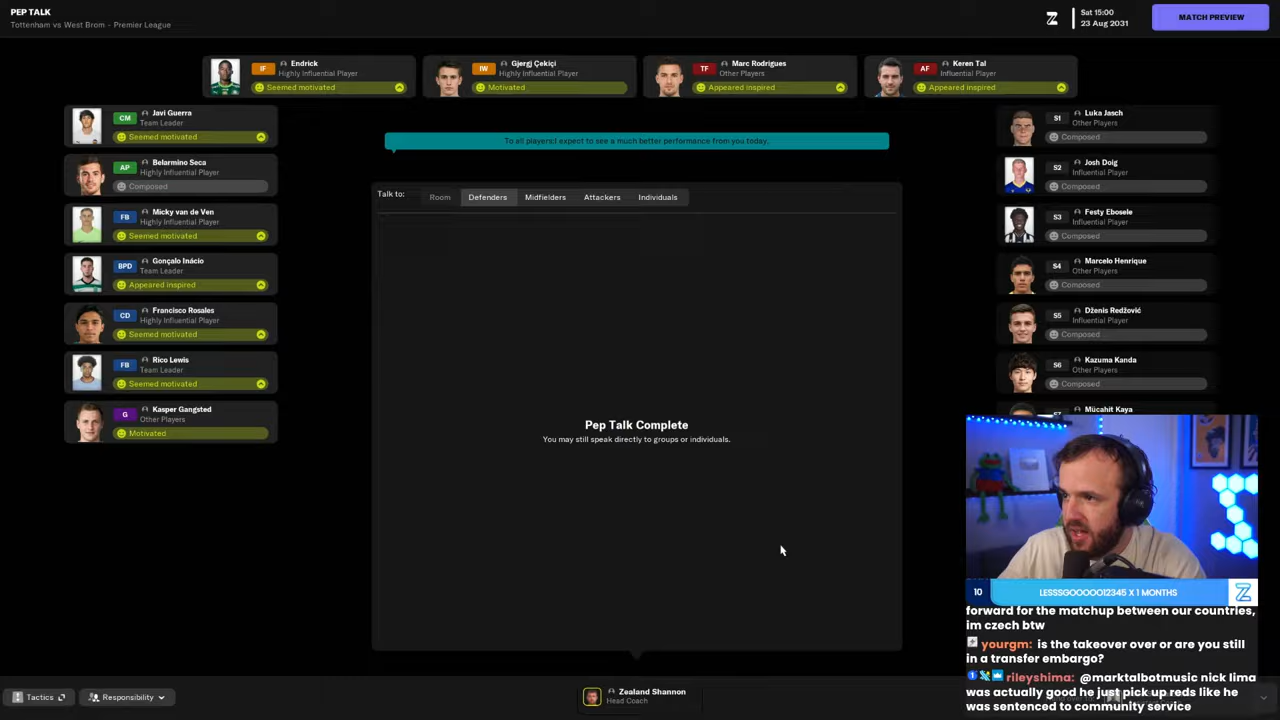 PEP TALK
Tottenham vs West Brom - Premier League
Sat 15:00
23 Aug 2031
MATCH PREVIEW
IF
Endrick
Highly Influential Player
Seemed motivated
IW
Gjergj Çekiçi
Highly Influential Player
Motivated
TF
Marc Rodrigues
Other Players
Appeared inspired
AF
Keren Tal
Influential Player
Appeared inspired
CM
Javi Guerra
Team Leader
Seemed motivated
AP
Belarmino Seca
Highly Influential Player
Composed
FB
Micky van de Ven
Highly Influential Player
Seemed motivated
BPD
Gonçalo Inácio
Team Leader
Appeared inspired
CD
Francisco Rosales
Highly Influential Player
Seemed motivated
FB
Rico Lewis
Team Leader
Seemed motivated
G
Kasper Gangsted
Other Players
Motivated
To all players:I expect to see a much better performance from you today.
Talk to: Room Defenders Midfielders Attackers Individuals
Pep Talk Complete
You may still speak directly to groups or individuals.
S1
Luka Jasch
Other Players
Composed
S2
Josh Doig
Influential Player
Composed
S3
Festy Ebosele
Influential Player
Composed
S4
Marcelo Henrique
Other Players
Composed
S5
Dženis Redžović
Influential Player
Composed
S6
Kazuma Kanda
Other Players
Composed
Mücahit Kaya
10 LESSSGOOOOO12345 X 1 MONTHS
forward for the matchup between our countries,
im czech btw
yourgm: is the takeover over or are you still
in a transfer embargo?
rileyshima: @marktalbotmusic nick lima
was actually good he just pick up reds like he
was sentenced to community service
Tactics
Responsibility
Zealand Shannon
Head Coach